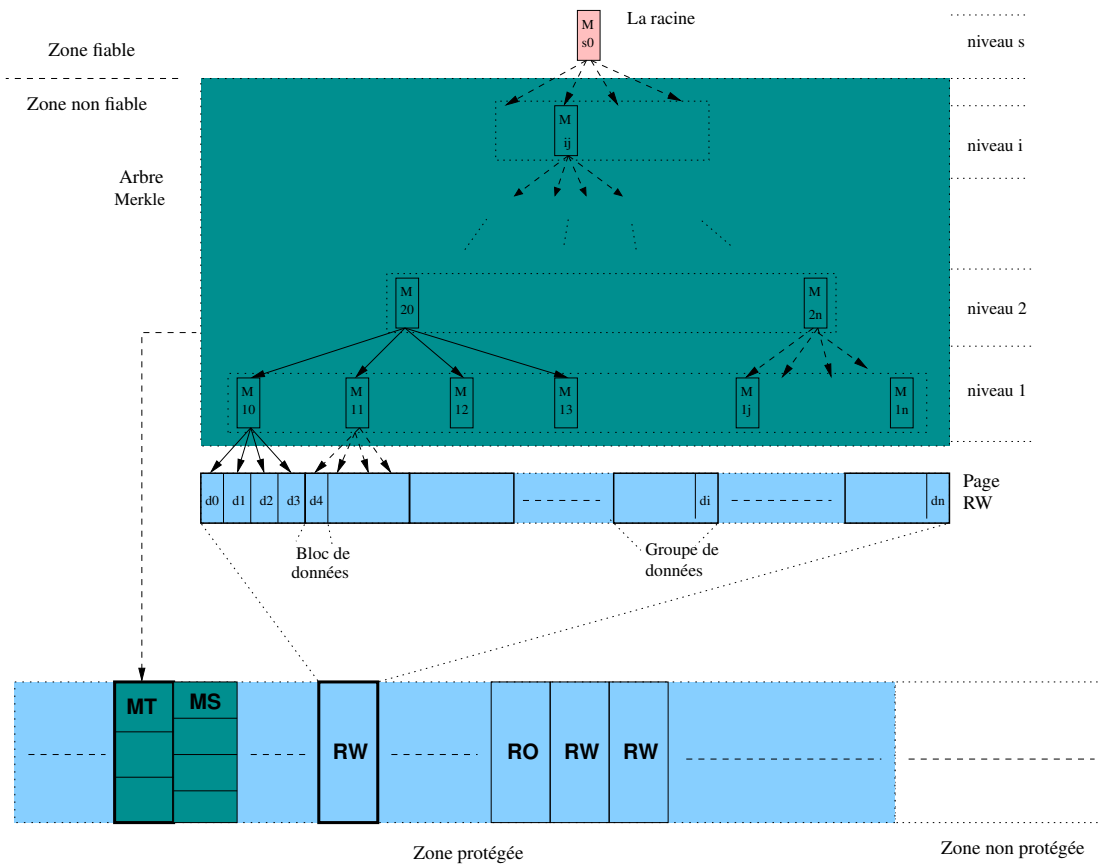 La racine
M
s0
niveau s
Zone fiable
Zone non fiable
M
ij
niveau i
Arbre
Merkle
M
20
M
2n
niveau 2
M
10
M
11
M
12
M
13
M
1j
M
1n
niveau 1
d0 d1 d2 d3 d4 di dn
Page
RW
Bloc de
données
Groupe de
données
MT MS
RW RO RW RW
Zone protégée
Zone non protégée